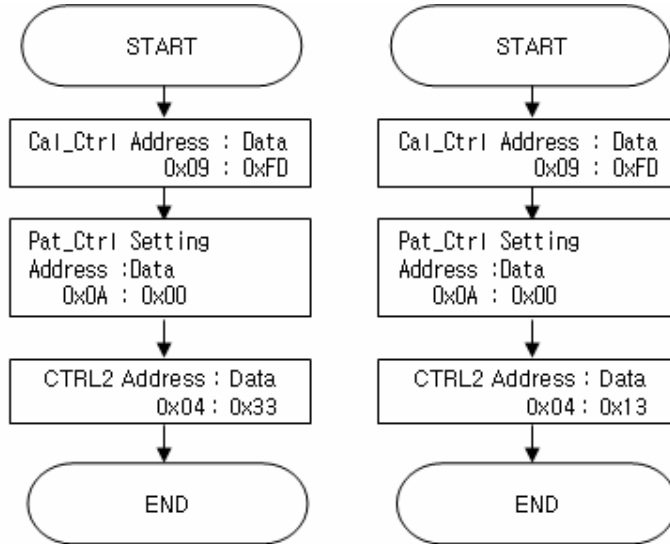 START
Cal_Ctrl Address : Data
0x09 : 0xFD
Pat_Ctrl Setting
Address :Data
0x0A : 0x00
CTRL2 Address : Data
0x04 : 0x33
END
START
Cal_Ctrl Address : Data
0x09 : 0xFD
Pat_Ctrl Setting
Address :Data
0x0A : 0x00
CTRL2 Address : Data
0x04 : 0x13
END